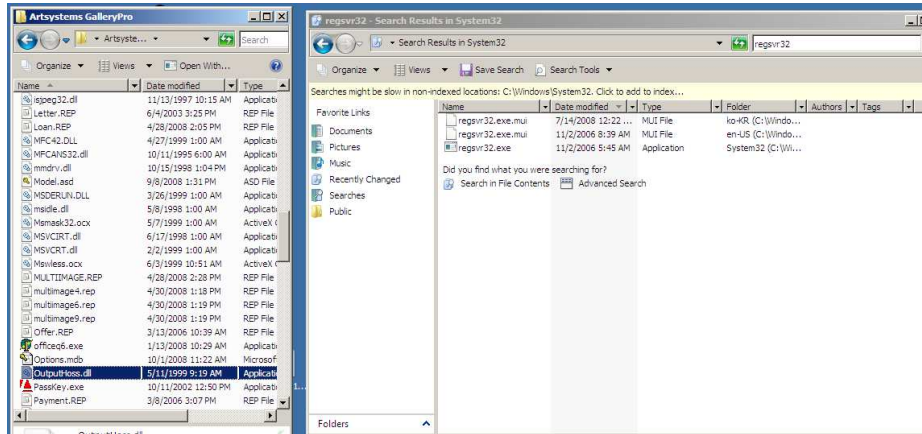 Artsystems GalleryPro
Artsyste...
Search
Organize
Views
Open With...
Name
Date modified
Type
isjpeg32.dll 11/13/1997 10:15 AM Applicati
Letter.REP 6/4/2003 3:25 PM REP File
Loan.REP 4/28/2008 2:05 PM REP File
MFC42.DLL 4/27/1999 1:00 AM Applicati
MFCANS32.dll 10/11/1995 6:00 AM Applicati
mmdrv.dll 10/15/1998 1:04 PM Applicati
Model.asd 9/8/2008 1:31 PM ASD File
MSDERUN.DLL 3/26/1999 1:00 AM Applicati
msidle.dll 5/8/1998 1:00 AM Applicati
Msmask32.ocx 5/7/1999 1:00 AM ActiveX
MSVCIRT.dll 6/17/1998 1:00 AM Applicati
MSVCRT.dll 2/2/1999 1:00 AM Applicati
Mswless.ocx 6/3/1999 10:51 AM ActiveX
MULTIIMAGE.REP 4/28/2008 2:28 PM REP File
multimage4.rep 4/30/2008 1:18 PM REP File
multimage6.rep 4/30/2008 1:19 PM REP File
multimage9.rep 4/30/2008 1:19 PM REP File
Offer.REP 3/13/2006 10:39 AM REP File
officeq6.exe 1/13/2008 10:29 AM Applicati
Options.mdb 10/1/2008 11:22 AM Microsof
OutputHoss.dll 5/11/1999 9:19 AM Applicati
PassKey.exe 10/11/2002 12:50 PM Applicati
Payment.REP 3/8/2006 3:07 PM REP File
1...
regsvr32 - Search Results in System32
Search Results in System32
regsvr32
Organize
Views
Save Search
Search Tools
Searches might be slow in non-indexed locations: C:\Windows\System32. Click to add to index...
Favorite Links
Documents
Pictures
Music
Recently Changed
Searches
Public
Folders
Name
Date modified
Type
Folder
Authors
Tags
regsvr32.exe.mui 7/14/2008 12:22 ... MUI File ko-KR (C:\Windo...
regsvr32.exe.mui 11/2/2006 8:39 AM MUI File en-US (C:\Windo...
regsvr32.exe 11/2/2006 5:45 AM Application System32 (C:\Wi...
Did you find what you were searching for?
Search in File Contents
Advanced Search